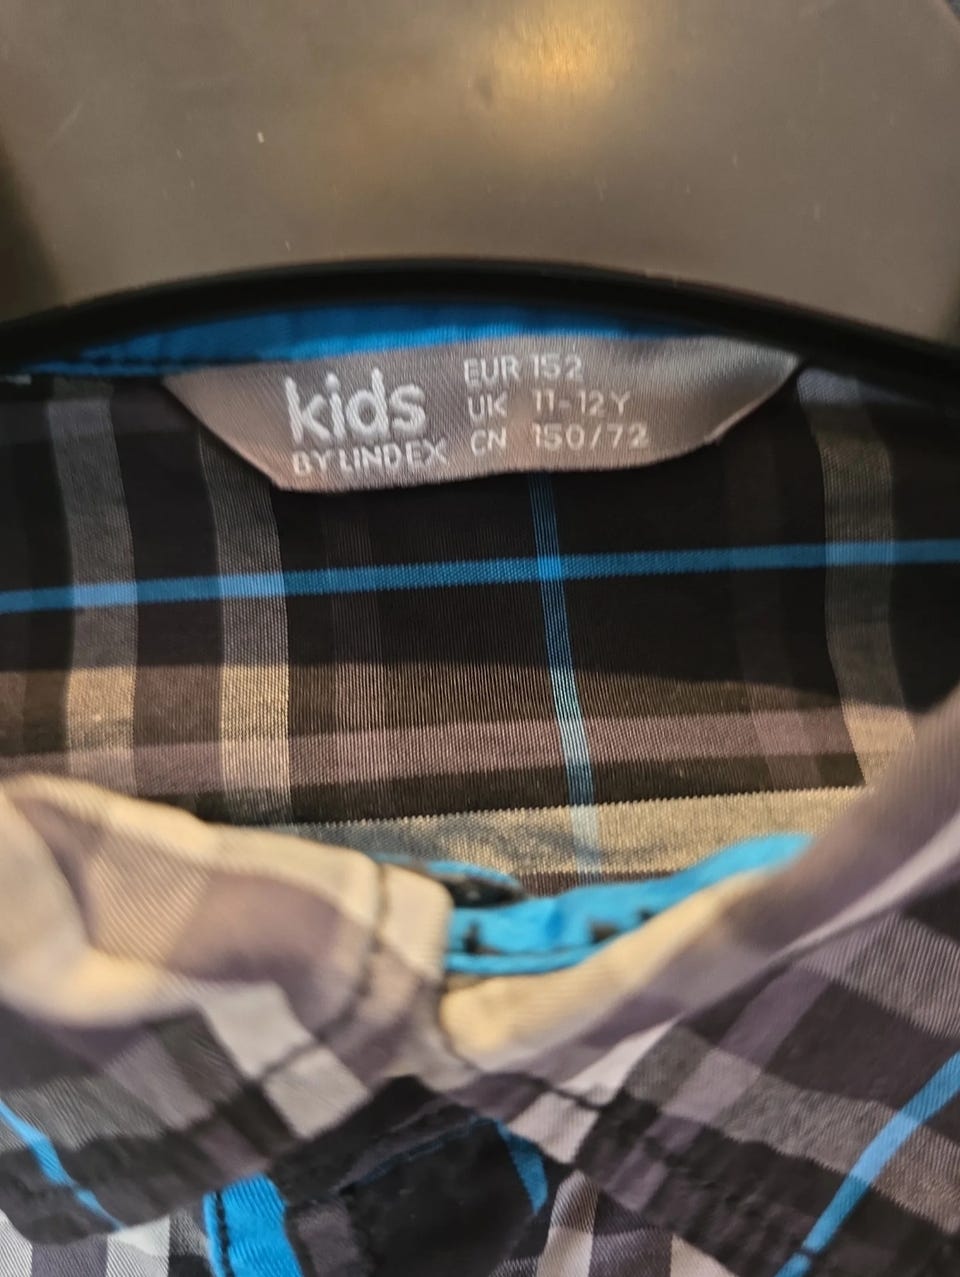 kids
BY LINDEX
EUR 152
UK 11-12Y
CN 150/72